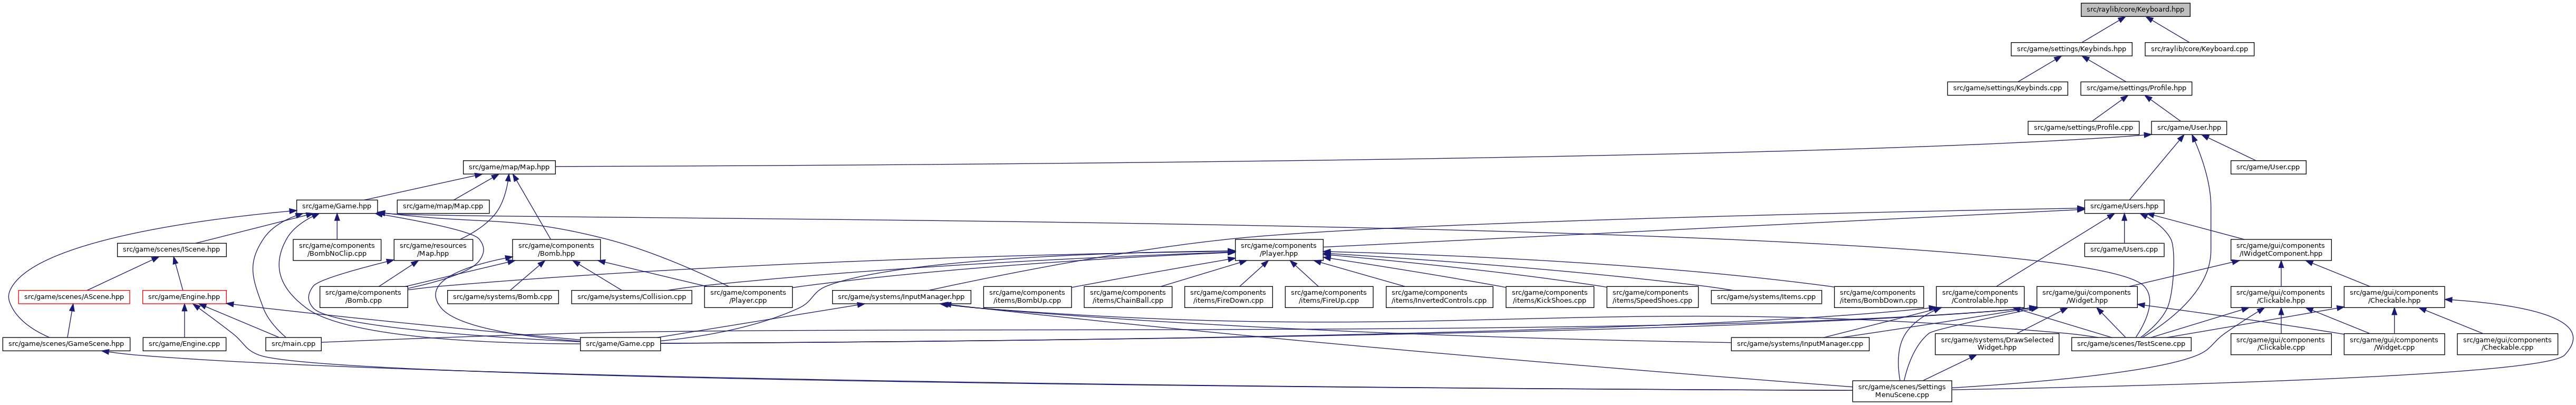 src/raylib/core/Keyboard.hpp
src/game/settings/Keybinds.hpp
src/raylib/core/Keyboard.cpp
src/game/settings/Keybinds.cpp
src/game/settings/Profile.hpp
src/game/settings/Profile.cpp
src/game/User.hpp
src/game/map/Map.hpp
src/game/User.cpp
src/game/Game.hpp
src/game/map/Map.cpp
src/game/Users.hpp
src/game/scenes/IScene.hpp
src/game/components
/BombNoClip.cpp
src/game/resources
/Map.hpp
src/game/components
/Bomb.hpp
src/game/components
/Player.hpp
src/game/Users.cpp
src/game/gui/components
/IWidgetComponent.hpp
src/game/scenes/AScene.hpp
src/game/Engine.hpp
src/game/components
/Bomb.cpp
src/game/systems/Bomb.cpp
src/game/systems/Collision.cpp
src/game/components
/Player.cpp
src/game/systems/InputManager.hpp
src/game/components
/items/BombUp.cpp
src/game/components
/items/ChainBall.cpp
src/game/components
/items/FireDown.cpp
src/game/components
/items/FireUp.cpp
src/game/components
/items/InvertedControls.cpp
src/game/components
/items/KickShoes.cpp
src/game/components
/items/SpeedShoes.cpp
src/game/systems/Items.cpp
src/game/components
/items/BombDown.cpp
src/game/components
/Controlable.hpp
src/game/gui/components
/Widget.hpp
src/game/gui/components
/Clickable.hpp
src/game/gui/components
/Checkable.hpp
src/game/scenes/GameScene.hpp
src/game/Engine.cpp
src/main.cpp
src/game/Game.cpp
src/game/systems/InputManager.cpp
src/game/systems/DrawSelected
Widget.hpp
src/game/scenes/TestScene.cpp
src/game/gui/components
/Clickable.cpp
src/game/gui/components
/Widget.cpp
src/game/gui/components
/Checkable.cpp
src/game/scenes/Settings
MenuScene.cpp